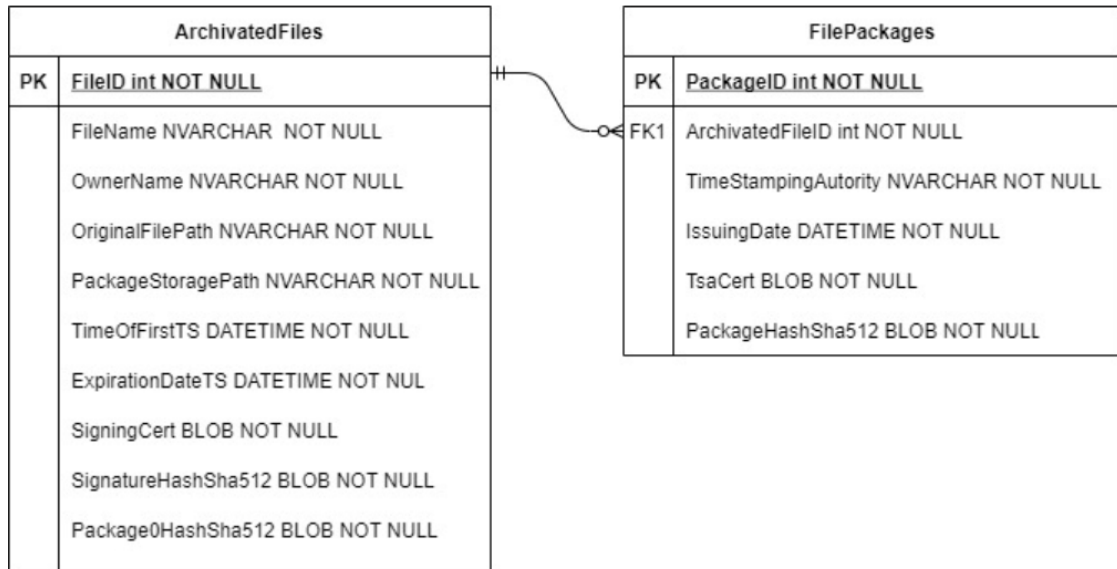 ArchivatedFiles
PK FileID int NOT NULL
FileName NVARCHAR  NOT NULL
OwnerName NVARCHAR NOT NULL
OriginalFilePath NVARCHAR NOT NULL
PackageStoragePath NVARCHAR NOT NULL
TimeOfFirstTS DATETIME NOT NULL
ExpirationDateTS DATETIME NOT NUL
SigningCert BLOB NOT NULL
SignatureHashSha512 BLOB NOT NULL
Package0HashSha512 BLOB NOT NULL
FilePackages
PK PackageID int NOT NULL
FK1 ArchivatedFileID int NOT NULL
TimeStampingAutority NVARCHAR NOT NULL
IssuingDate DATETIME NOT NULL
TsaCert BLOB NOT NULL
PackageHashSha512 BLOB NOT NULL